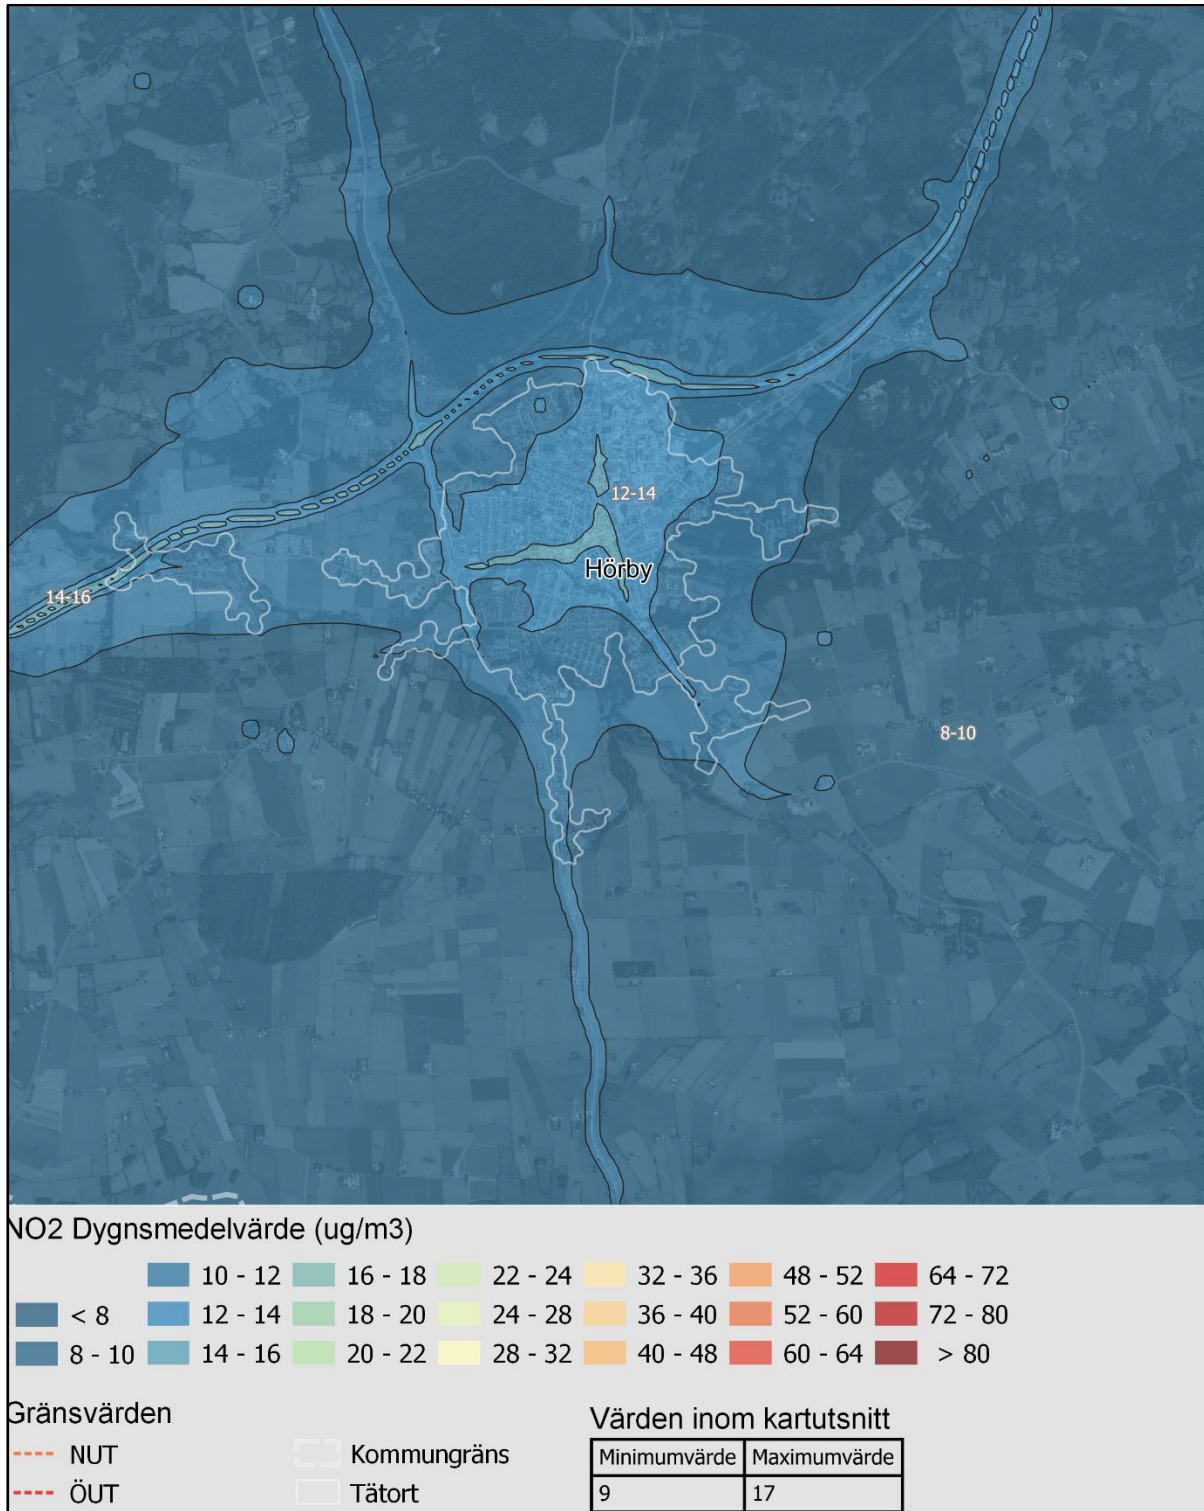 12-14
Hörby
14-16
8-10
NO2 Dygnsmedelvärde (ug/m3)
10 - 12 16 - 18 22 - 24 32 - 36 48 - 52 64 - 72
< 8 12 - 14 18 - 20 24 - 28 36 - 40 52 - 60 72 - 80
8 - 10 14 - 16 20 - 22 28 - 32 40 - 48 60 - 64 > 80
Gränsvärden
NUT
ÖUT
Kommungräns
Tätort
Värden inom kartutsnitt
Minimumvärde Maximumvärde
9 17